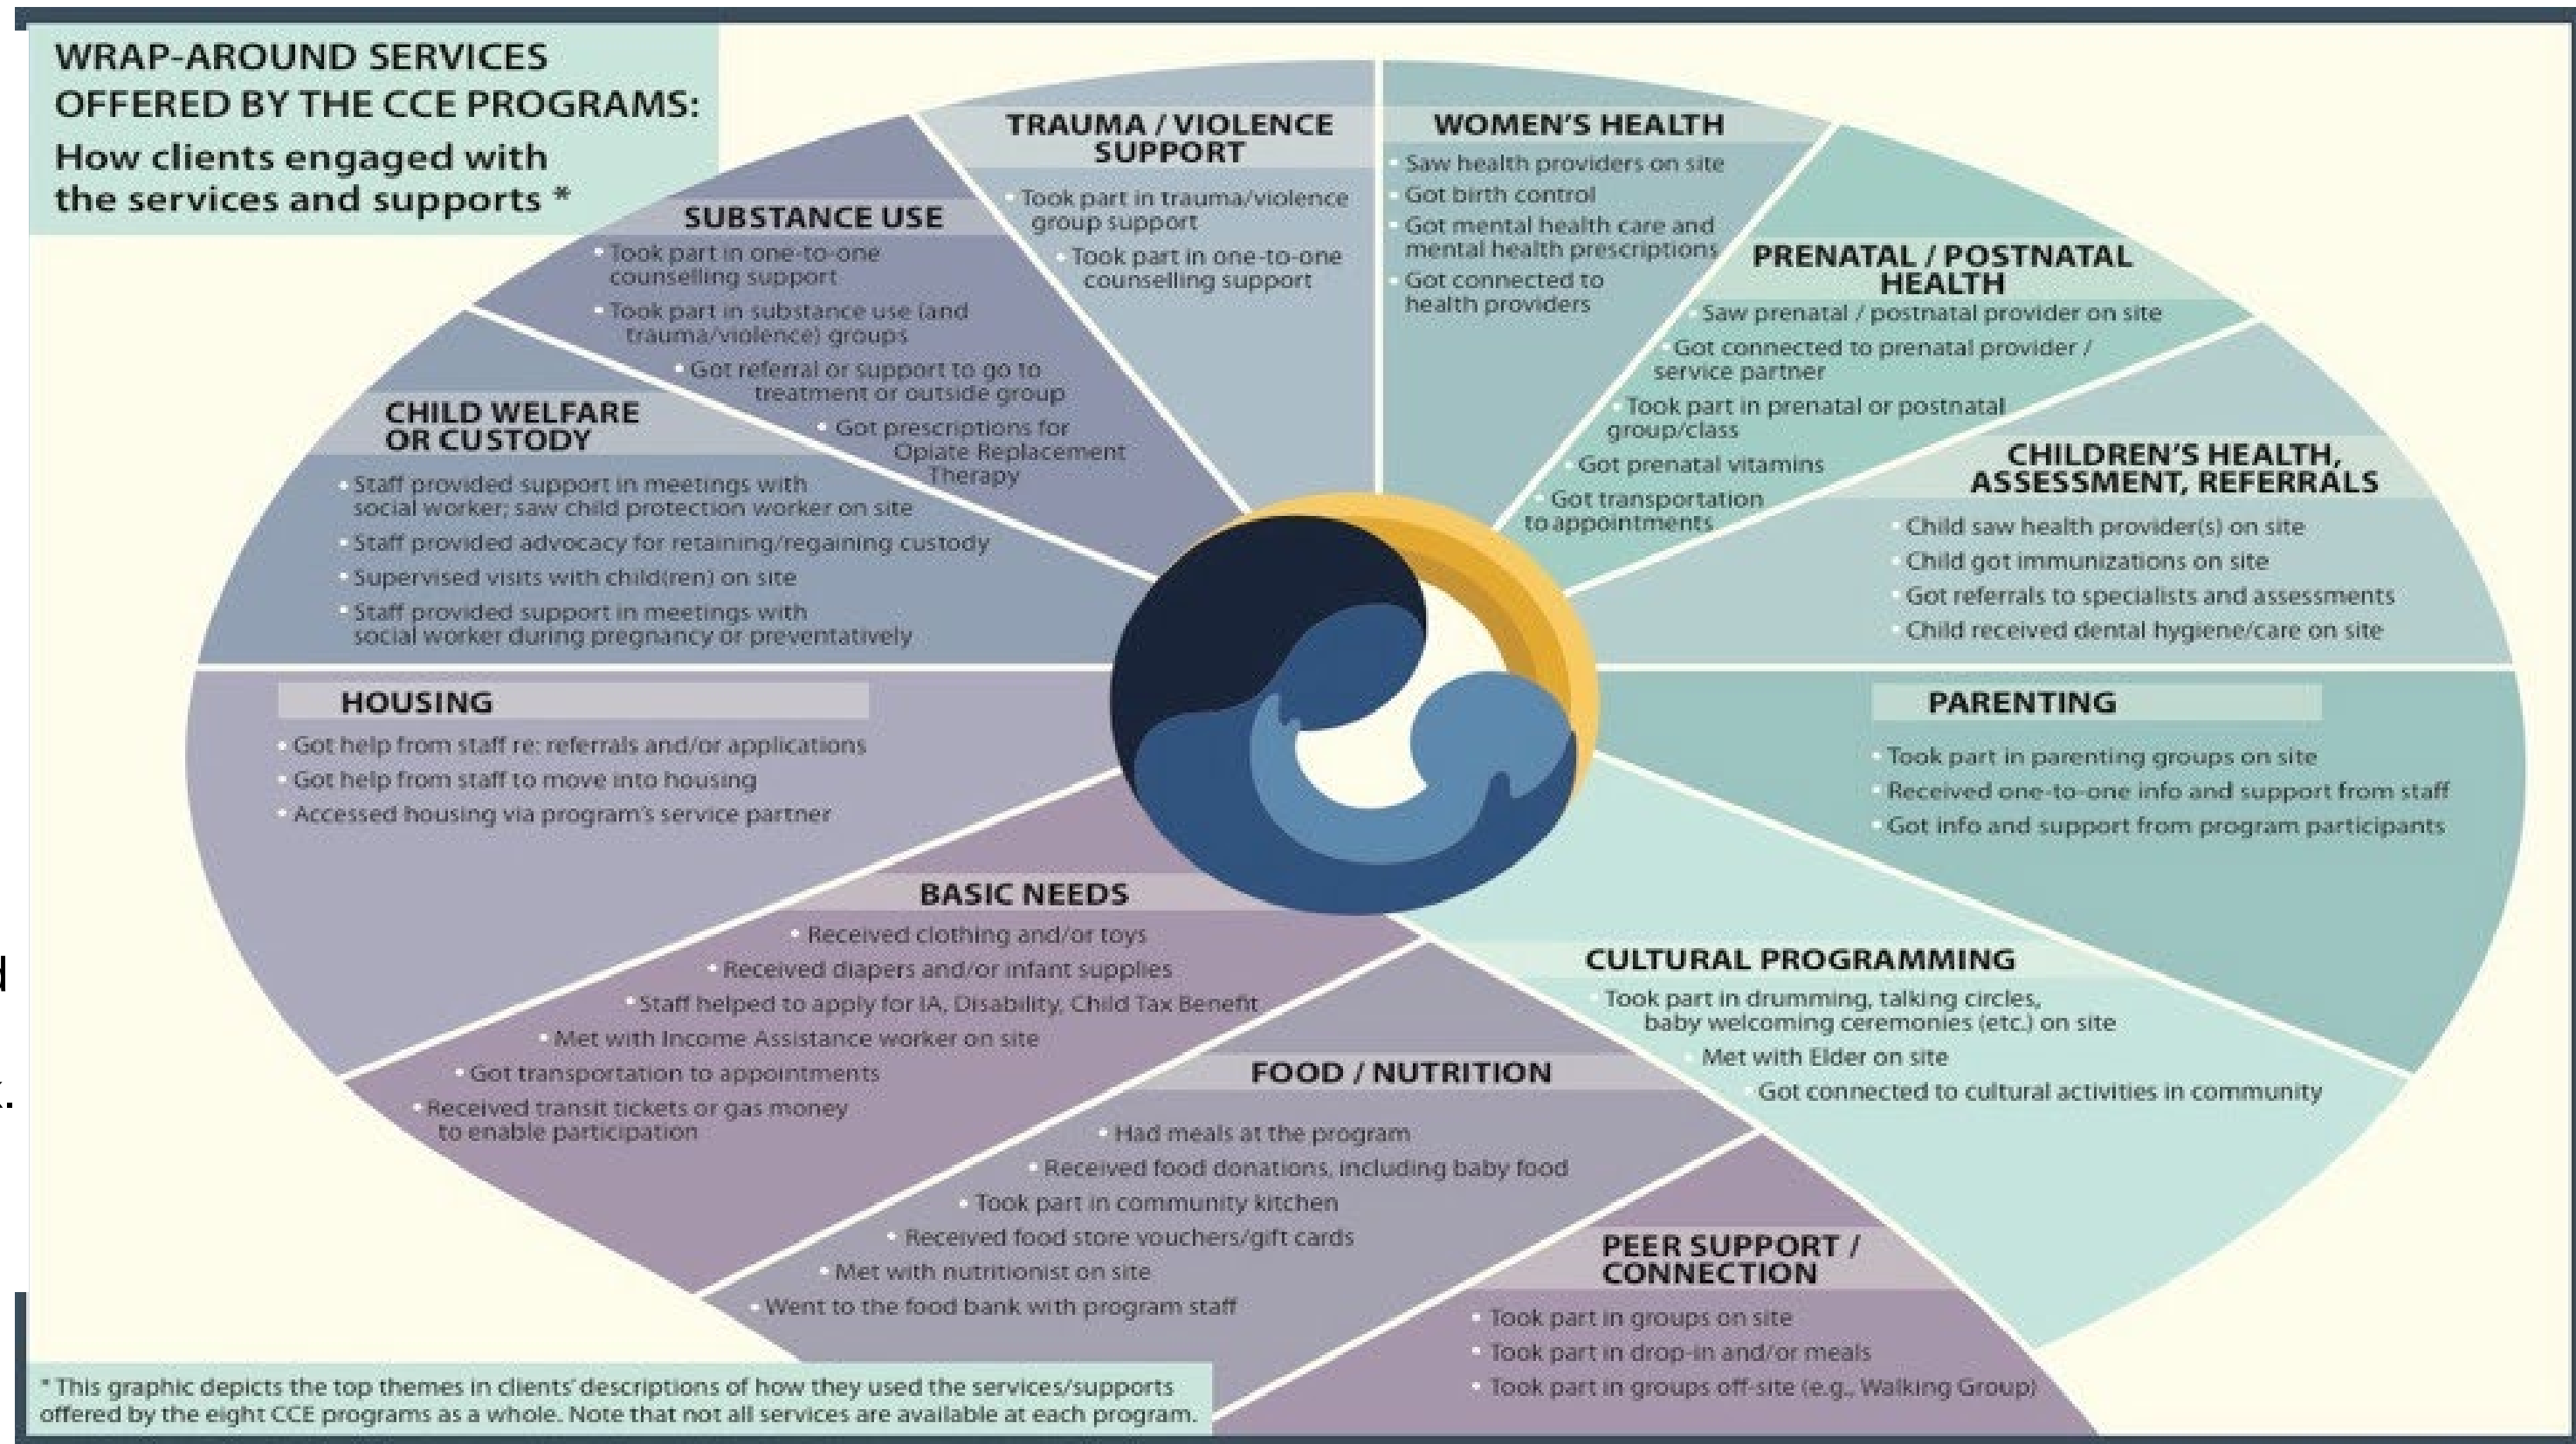 WRAP-AROUND SERVICES
OFFERED BY THE CCE PROGRAMS:
How clients engaged with
the services and supports *
TRAUMA / VIOLENCE
SUPPORT
• Took part in trauma/violence
group support
• Took part in one-to-one
counselling support
WOMEN'S HEALTH
• Saw health providers on site
• Got birth control
• Got mental health care and
mental health prescriptions
• Got connected to
health providers
SUBSTANCE USE
• Took part in one-to-one
counselling support
• Took part in substance use (and
trauma/violence) groups
• Got referral or support to go to
treatment or outside group
• Got prescriptions for
Opiate Replacement
Therapy
PRENATAL / POSTNATAL
HEALTH
• Saw prenatal / postnatal provider on site
• Got connected to prenatal provider /
service partner
• Took part in prenatal or postnatal
group/class
• Got prenatal vitamins
• Got transportation
to appointments
CHILD WELFARE
OR CUSTODY
• Staff provided support in meetings with
social worker; saw child protection worker on site
• Staff provided advocacy for retaining/regaining custody
• Supervised visits with child(ren) on site
• Staff provided support in meetings with
social worker during pregnancy or preventatively
CHILDREN'S HEALTH,
ASSESSMENT, REFERRALS
• Child saw health provider(s) on site
• Child got immunizations on site
• Got referrals to specialists and assessments
• Child received dental hygiene/care on site
HOUSING
• Got help from staff re: referrals and/or applications
• Got help from staff to move into housing
• Accessed housing via program's service partner
PARENTING
• Took part in parenting groups on site
• Received one-to-one info and support from staff
• Got info and support from program participants
BASIC NEEDS
• Received clothing and/or toys
• Received diapers and/or infant supplies
• Staff helped to apply for IA, Disability, Child Tax Benefit
• Met with Income Assistance worker on site
• Got transportation to appointments
• Received transit tickets or gas money
to enable participation
CULTURAL PROGRAMMING
• Took part in drumming, talking circles,
baby welcoming ceremonies (etc.) on site
• Met with Elder on site
• Got connected to cultural activities in community
FOOD / NUTRITION
• Had meals at the program
• Received food donations, including baby food
• Took part in community kitchen
• Received food store vouchers/gift cards
• Met with nutritionist on site
• Went to the food bank with program staff
PEER SUPPORT /
CONNECTION
• Took part in groups on site
• Took part in drop-in and/or meals
• Took part in groups off-site (e.g., Walking Group)
* This graphic depicts the top themes in clients' descriptions of how they used the services/supports
offered by the eight CCE programs as a whole. Note that not all services are available at each program.